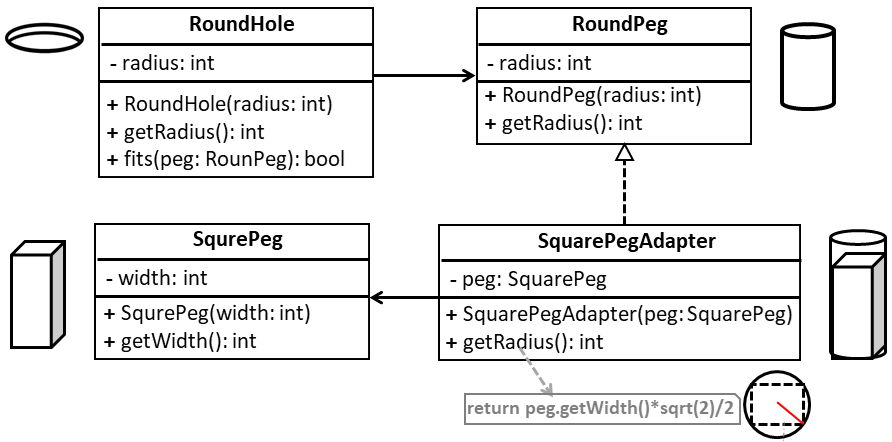 RoundHole
- radius: int
+ RoundHole(radius: int)
+ getRadius(): int
+ fits(peg: RounPeg): bool
RoundPeg
- radius: int
+ RoundPeg(radius: int)
+ getRadius(): int
SqurePeg
- width: int
+ SqurePeg(width: int)
+ getWidth(): int
SquarePegAdapter
- peg: SquarePeg
+ SquarePegAdapter(peg: SquarePeg)
+ getRadius(): int
return peg.getWidth()*sqrt(2)/2